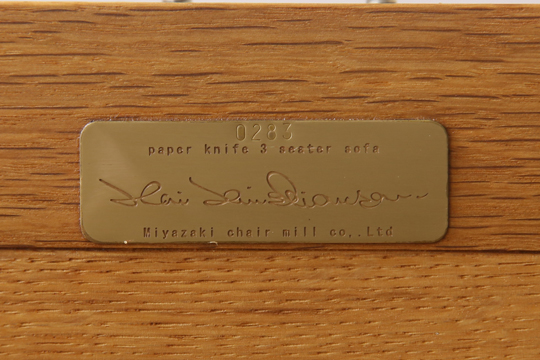 0283
paper knife 3 seater sofa
Miyazaki chair mill co,.Ltd